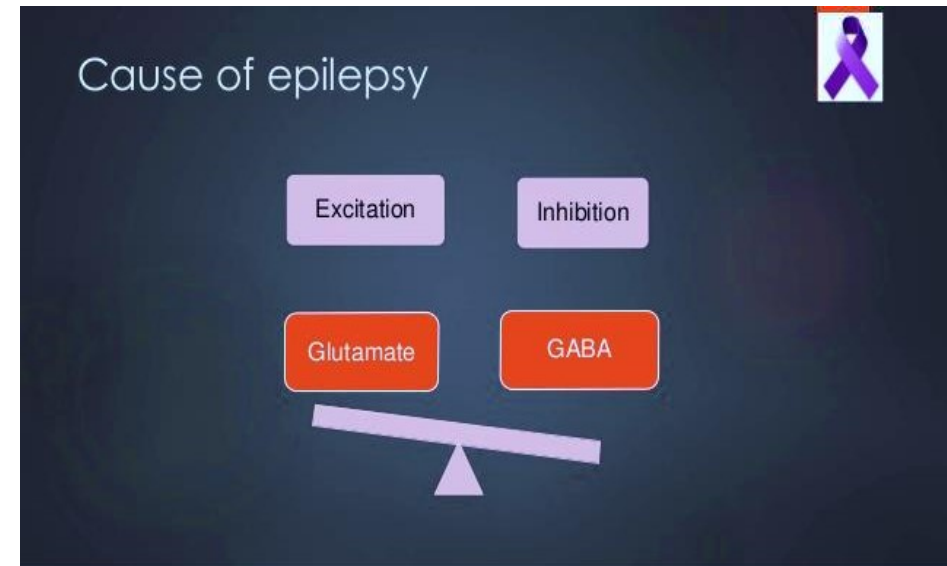 Cause of epilepsy
Excitation
Inhibition
Glutamate
GABA